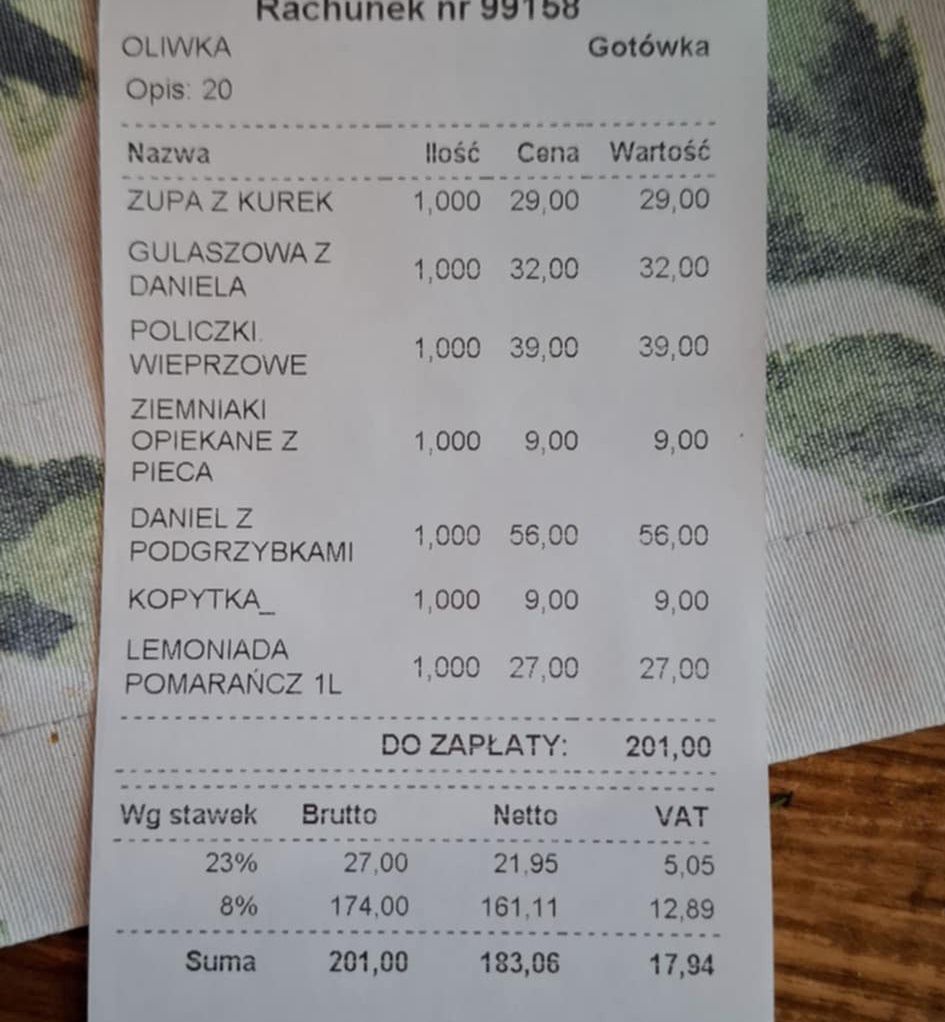 Rachunek nr 99158
OLIWKA Gotówka
Opis: 20
Nazwa Ilość Cena Wartość
ZUPA Z KUREK 1,000 29,00 29,00
GULASZOWA Z
DANIELA 1,000 32,00 32,00
POLICZKI
WIEPRZOWE 1,000 39,00 39,00
ZIEMNIAKI
OPIEKANE Z 1,000 9,00 9,00
PIECA
DANIEL Z
PODGRZYBKAMI 1,000 56,00 56,00
KOPYTKA_ 1,000 9,00 9,00
LEMONIADA
POMARAŃCZ 1L 1,000 27,00 27,00
DO ZAPŁATY: 201,00
Wg stawek Brutto Netto VAT
23% 27,00 21,95 5,05
8% 174,00 161,11 12,89
Suma 201,00 183,06 17,94